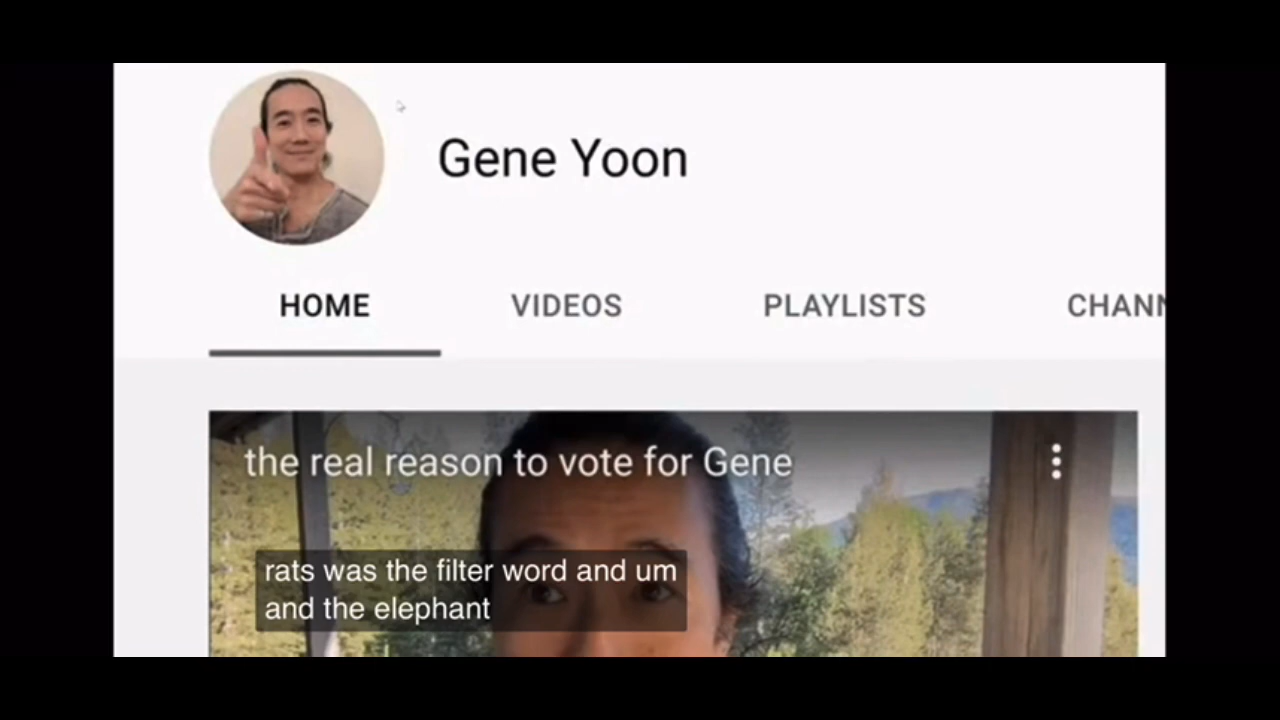 Gene Yoon
HOME VIDEOS PLAYLISTS CHANN
the real reason to vote for Gene
rats was the filter word and um
and the elephant